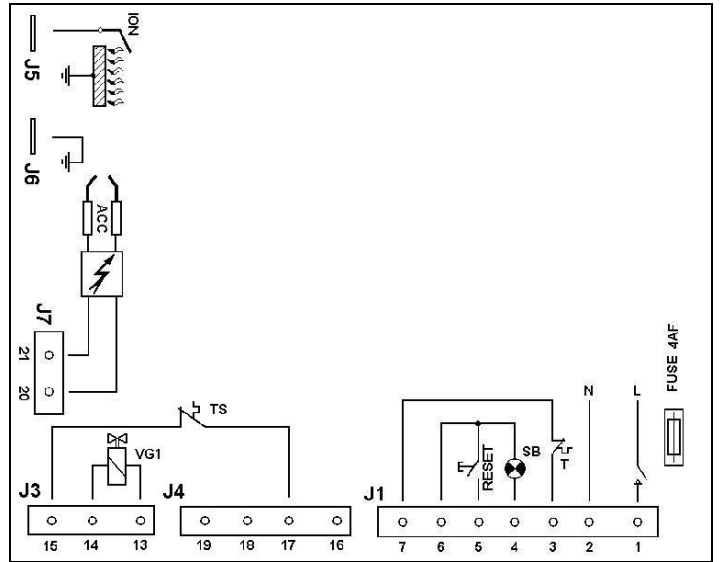 ION
J5
J6
ACC
J7
21
20
TS
VG1
J3
15 14 13
J4
19 18 17 16
N
L
FUSE 4AF
RESET
SB
T
J1
7 6 5 4 3 2 1